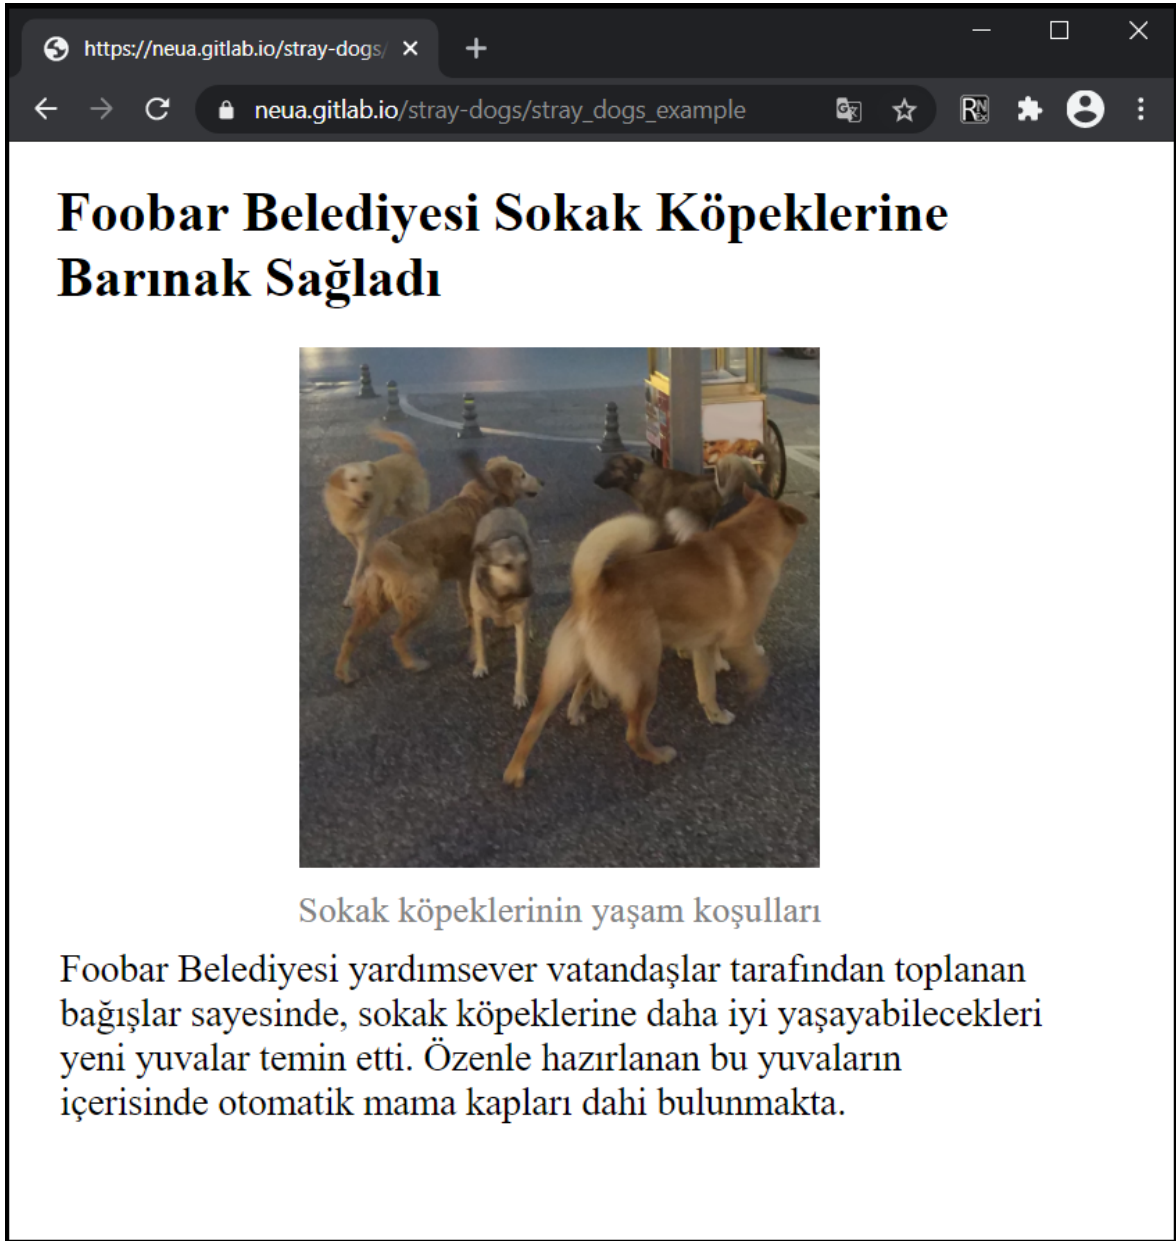 https://neua.gitlab.io/stray-dogs/
neua.gitlab.io/stray-dogs/stray_dogs_example
Foobar Belediyesi Sokak Köpeklerine
Barınak Sağladı
Sokak köpeklerinin yaşam koşulları
Foobar Belediyesi yardımsever vatandaşlar tarafından toplanan
bağışlar sayesinde, sokak köpeklerine daha iyi yaşayabilecekleri
yeni yuvalar temin etti. Özenle hazırlanan bu yuvaların
içerisinde otomatik mama kapları dahi bulunmakta.